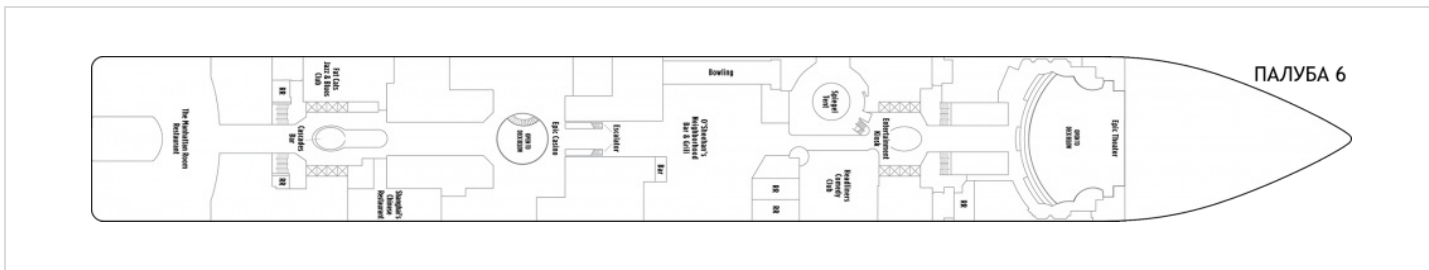 ПАЛУБА 6
The Manhattan Room
Restaurant
RR
RR
Fat Cats
Jazz & Blues
Club
Cascades
Bar
Shanghai's
Chinese
Restaurant
OPEN TO
DECK BELOW
Epic Casino
Escalator
Bowling
O'Sheehan's
Neighborhood
Bar & Grill
Bar
Spiegel
Tent
RR
RR
Entertainment
Kiosk
Headliners
Comedy
Club
RR
OPEN TO
DECK BELOW
Epic Theater